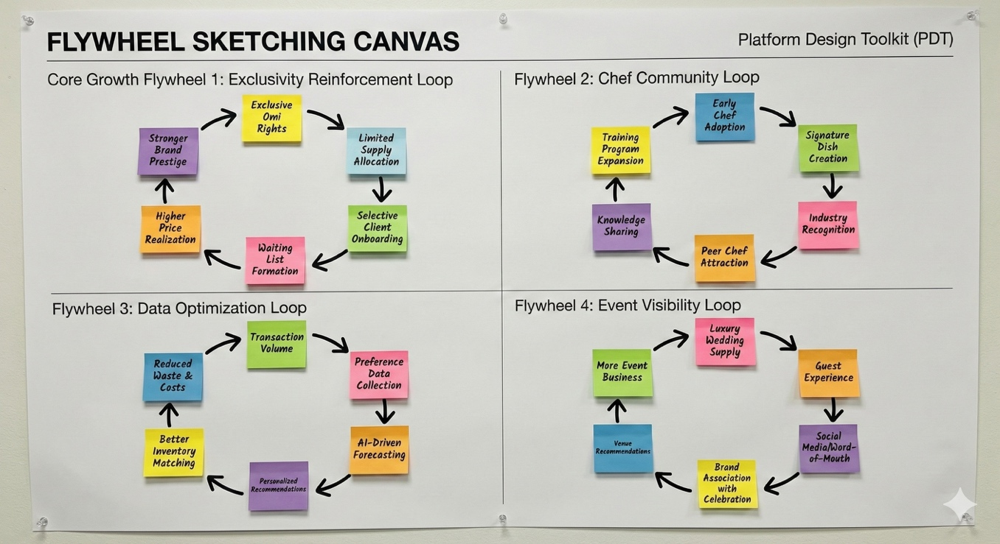 FLYWHEEL SKETCHING CANVAS
Platform Design Toolkit (PDT)
Core Growth Flywheel 1: Exclusivity Reinforcement Loop
Exclusive
Omi
Rights
Limited
Supply
Allocation
Selective
Client
Onboarding
Waiting
List
Formation
Higher
Price
Realization
Stronger
Brand
Prestige
Flywheel 2: Chef Community Loop
Early
Chef
Adoption
Signature
Dish
Creation
Industry
Recognition
Peer Chef
Attraction
Knowledge
Sharing
Training
Program
Expansion
Flywheel 3: Data Optimization Loop
Transaction
Volume
Preference
Data
Collection
AI-Driven
Forecasting
Personalized
Recommendations
Better
Inventory
Matching
Reduced
Waste &
Costs
Flywheel 4: Event Visibility Loop
Luxury
Wedding
Supply
Guest
Experience
Social
Media/Word-
of-Mouth
Brand
Association
with
Celebration
Venue
Recommendations
More Event
Business